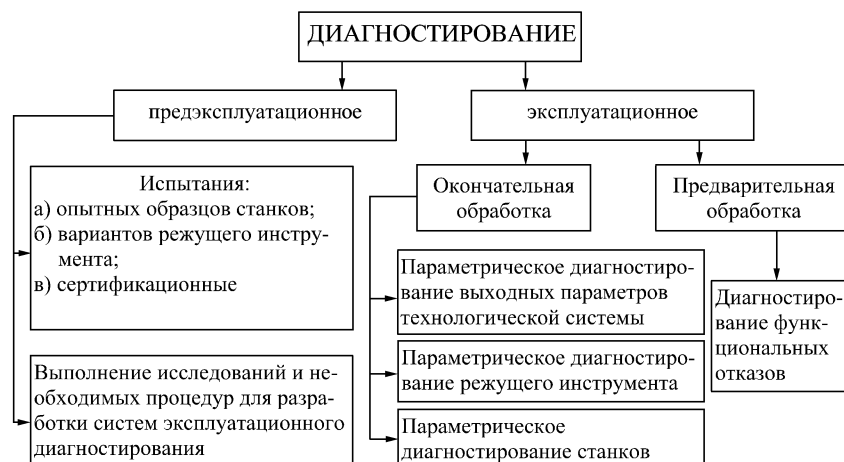 ДИАГНОСТИРОВАНИЕ
предэксплуатационное
эксплуатационное
Испытания:
а) опытных образцов станков;
б) вариантов режущего инстру-
мента;
в) сертификационные
Выполнение исследований и не-
обходимых процедур для разра-
ботки систем эксплуатационного
диагностирования
Окончательная
обработка
Предварительная
обработка
Параметрическое диагностиро-
вание выходных параметров
технологической системы
Параметрическое диагностиро-
вание режущего инструмента
Параметрическое
диагностирование станков
Диагностиро-
вание функ-
циональных
отказов